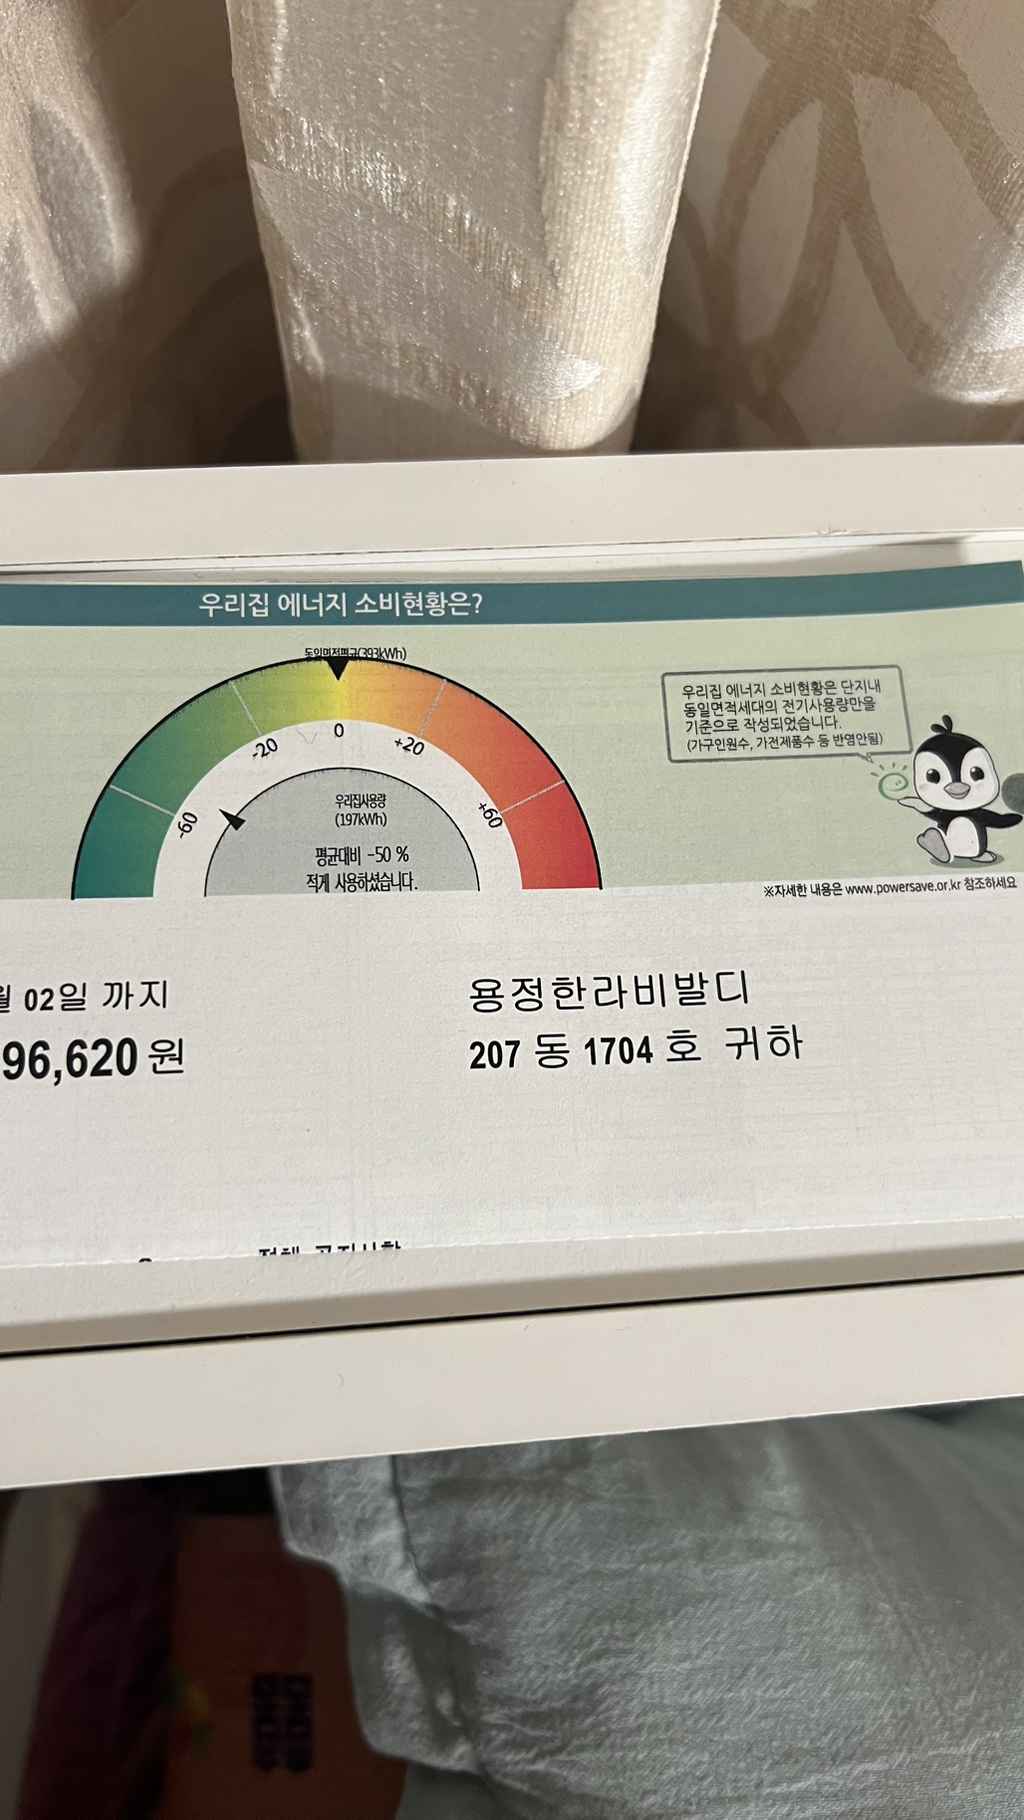 우리집 에너지 소비현황은?
동일면적평균(393kWh)
-60
-20
0
+20
+60
우리집사용량
(197kWh)
평균대비 -50 %
적게 사용하셨습니다.
우리집 에너지 소비현황은 단지내
동일면적세대의 전기사용량만을
기준으로 작성되었습니다.
(가구인원수, 가전제품수 등 반영안됨)
※자세한 내용은 www.powersave.or.kr 참조하세요
월 02일 까지
96,620 원
용정한라비발디
207 동 1704 호 귀하